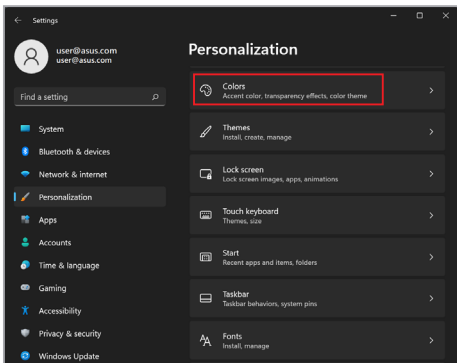 Settings
user@asus.com
user@asus.com
Find a setting
System
Bluetooth & devices
Network & internet
Personalization
Apps
Accounts
Time & language
Gaming
Accessibility
Privacy & security
Windows Update
Personalization
Colors
Accent color, transparency effects, color theme
Themes
Install, create, manage
Lock screen
Lock screen images, apps, animations
Touch keyboard
Themes, size
Start
Recent apps and items, folders
Taskbar
Taskbar behaviors, system pins
Fonts
Install, manage